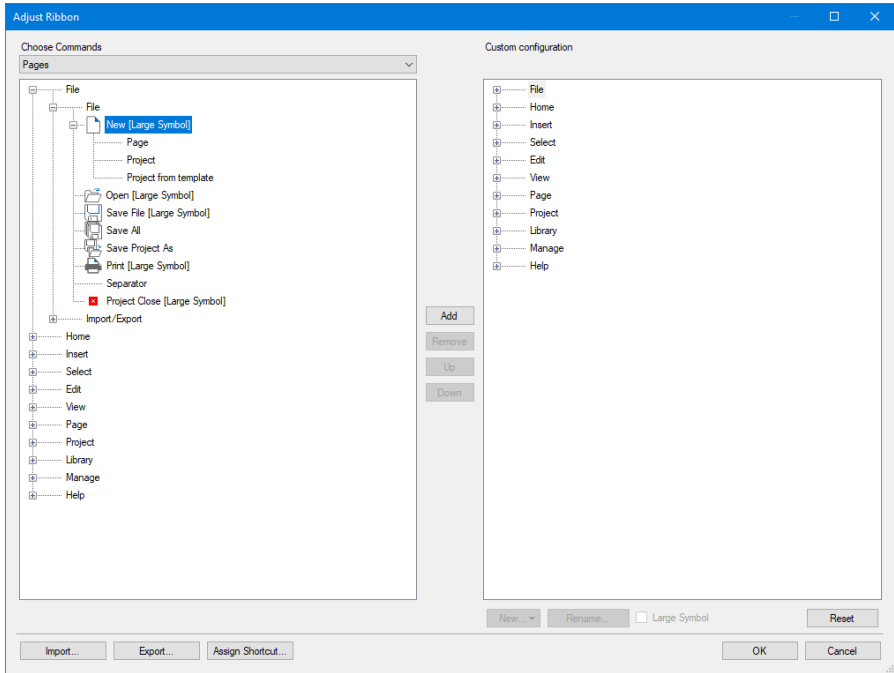 Adjust Ribbon
Choose Commands
Pages
File
File
New [Large Symbol]
Page
Project
Project from template
Open [Large Symbol]
Save File [Large Symbol]
Save All
Save Project As
Print [Large Symbol]
Separator
Project Close [Large Symbol]
Import/Export
Home
Insert
Select
Edit
View
Page
Project
Library
Manage
Help
Add
Remove
Up
Down
Custom configuration
File
Home
Insert
Select
Edit
View
Page
Project
Library
Manage
Help
New...
Rename...
Large Symbol
Reset
Import...
Export...
Assign Shortcut...
OK
Cancel